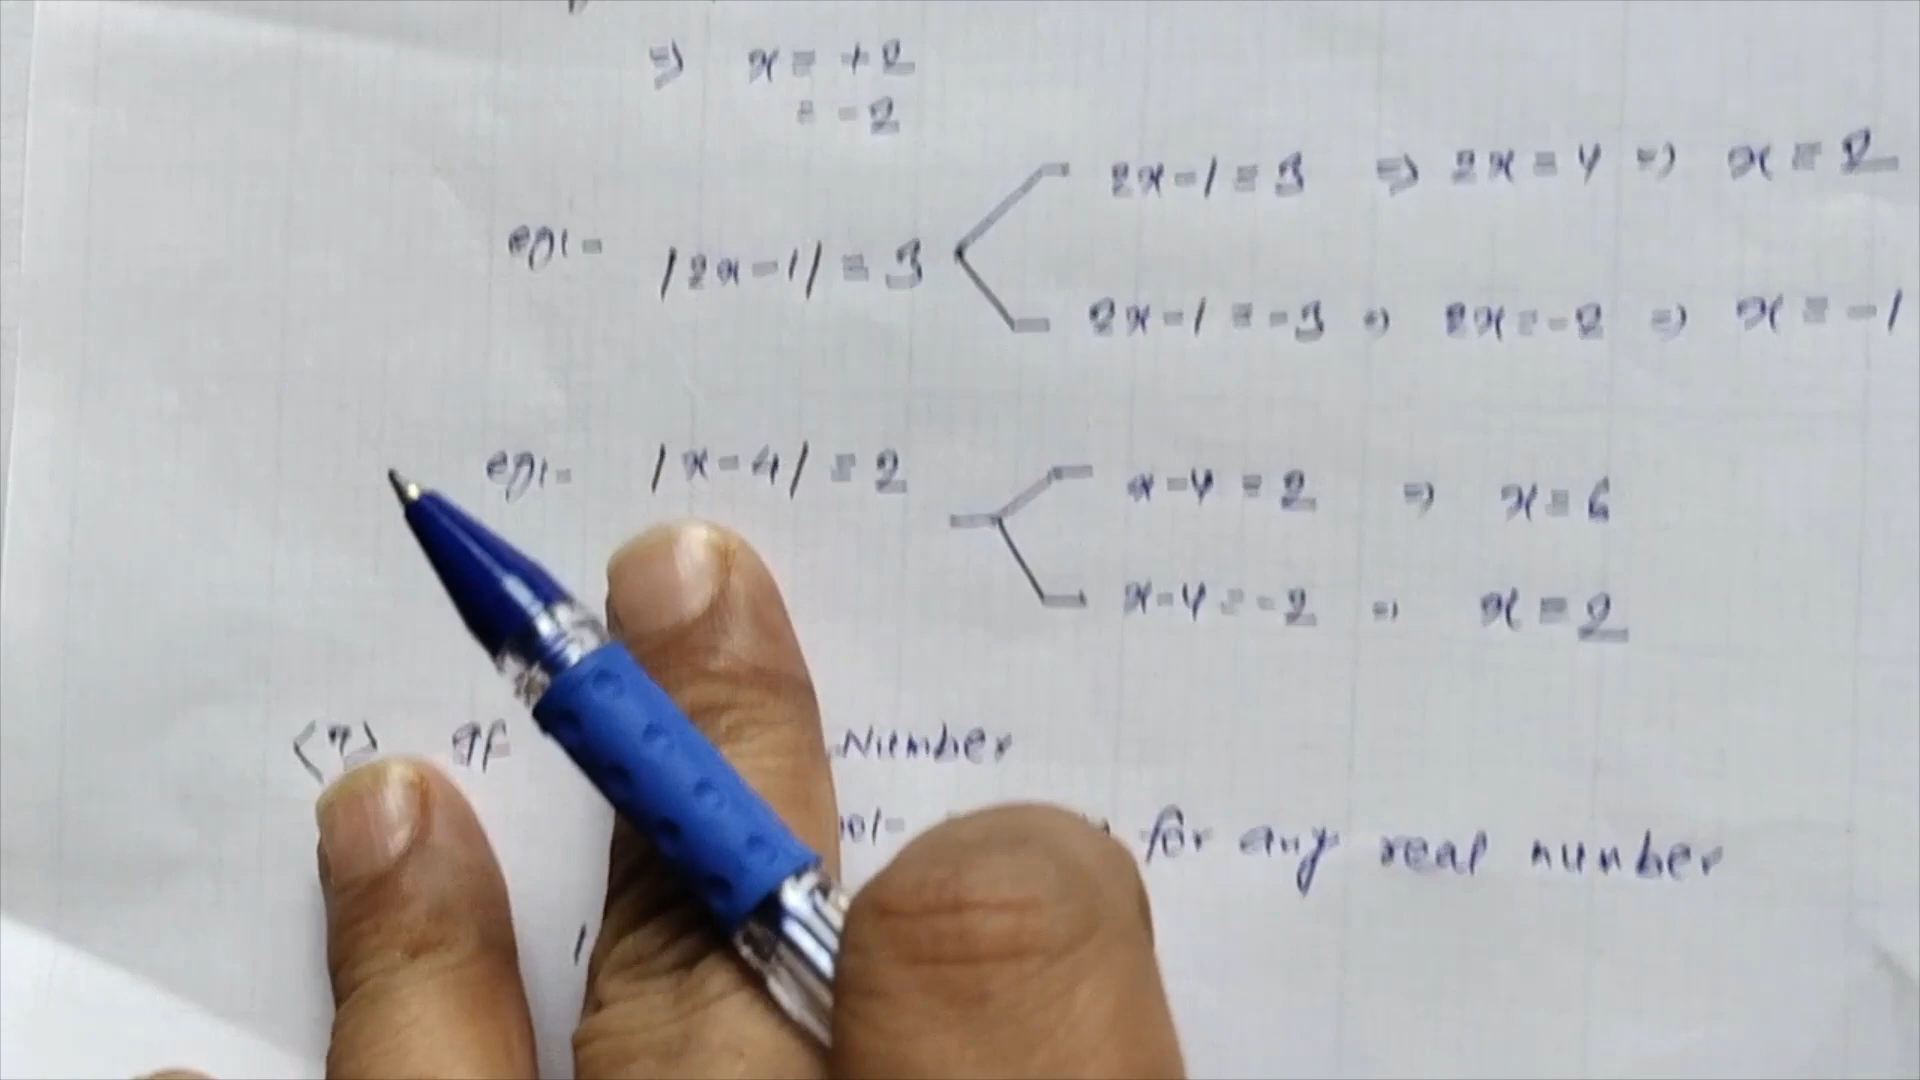 ⇒ x = +2
= -2
2x-1 = 3 ⇒ 2x = 4 ⇒ x = 2
eg:- |2x-1| = 3
2x-1 = -3 ⇒ 2x = -2 ⇒ x = -1
eg:- |x-4| = 2
x-4 = 2 ⇒ x = 6
x-4 = -2 ⇒ x = 2
<7> If Number
for any real number